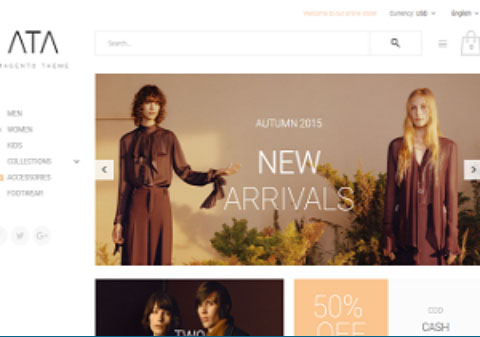 Welcome to our online store!
Currency: USD
English
ATA
MAGENTO THEME
Search...
0
MEN
WOMEN
KIDS
COLLECTIONS
ACCESSORIES
FOOTWEAR
AUTUMN 2015
NEW
ARRIVALS
TWO
50%
OFF
COD
CASH